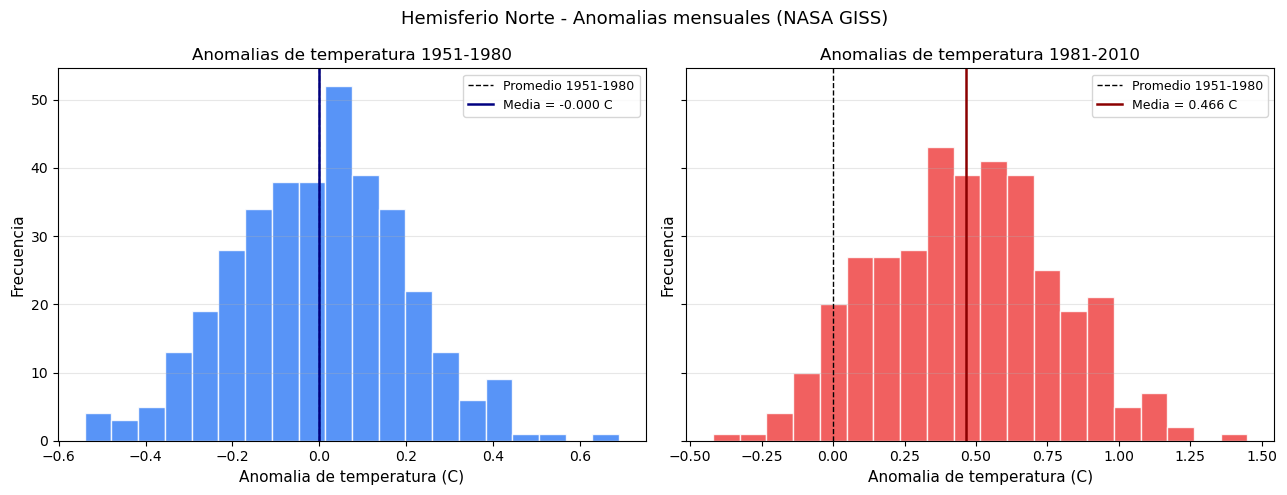 Hemisferio Norte - Anomalias mensuales (NASA GISS)
Anomalias de temperatura 1951-1980
Promedio 1951-1980
Media = -0.000 C
50
40
30
20
10
0
Frecuencia
−0.6
−0.4
−0.2
0.0
0.2
0.4
0.6
Anomalia de temperatura (C)
Anomalias de temperatura 1981-2010
Promedio 1951-1980
Media = 0.466 C
Frecuencia
−0.50
−0.25
0.00
0.25
0.50
0.75
1.00
1.25
1.50
Anomalia de temperatura (C)